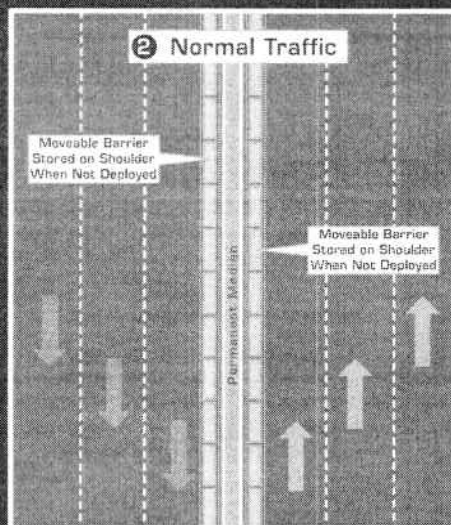 ❷ Normal Traffic
Moveable Barrier
Stored on Shoulder
When Not Deployed
Moveable Barrier
Stored on Shoulder
When Not Deployed
Permanent Median